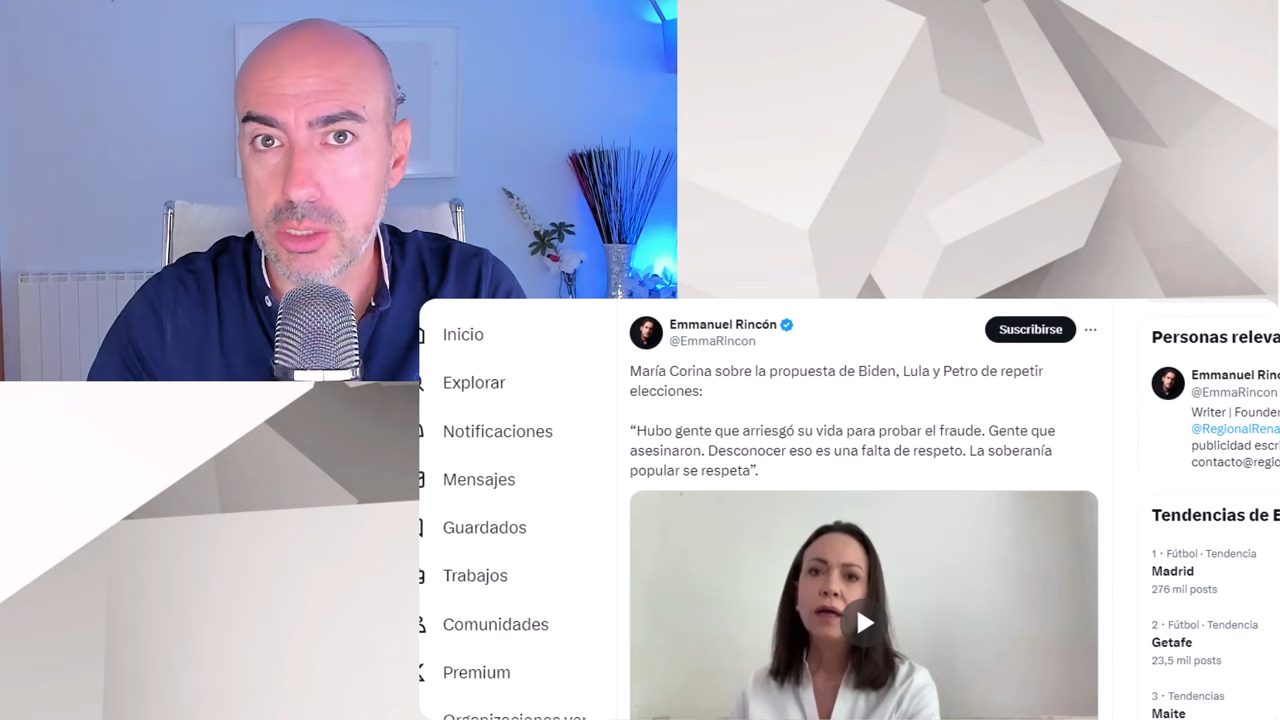 Inicio
Explorar
Notificaciones
Mensajes
Guardados
Trabajos
Comunidades
Premium
Emmanuel Rincón
@EmmaRincon
Suscribirse
María Corina sobre la propuesta de Biden, Lula y Petro de repetir
elecciones:
“Hubo gente que arriesgó su vida para probar el fraude. Gente que
asesinaron. Desconocer eso es una falta de respeto. La soberanía
popular se respeta”.
Personas releva
Emmanuel Rinc
@EmmaRincon
Writer | Founder
@RegionalRena
publicidad escri
contacto@regio
Tendencias de E
1 · Fútbol · Tendencia
Madrid
276 mil posts
2 · Fútbol · Tendencia
Getafe
23,5 mil posts
3 · Tendencias
Maite